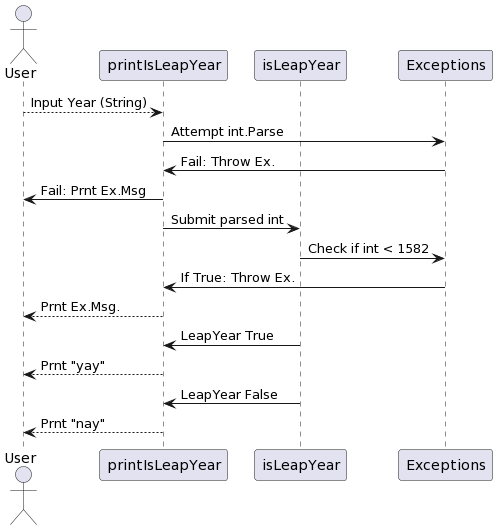 User
printIsLeapYear
isLeapYear
Exceptions
Input Year (String)
Attempt int.Parse
Fail: Throw Ex.
Fail: Prnt Ex.Msg
Submit parsed int
Check if int < 1582
If True: Throw Ex.
Prnt Ex.Msg.
LeapYear True
Prnt "yay"
LeapYear False
Prnt "nay"
User
printIsLeapYear
isLeapYear
Exceptions